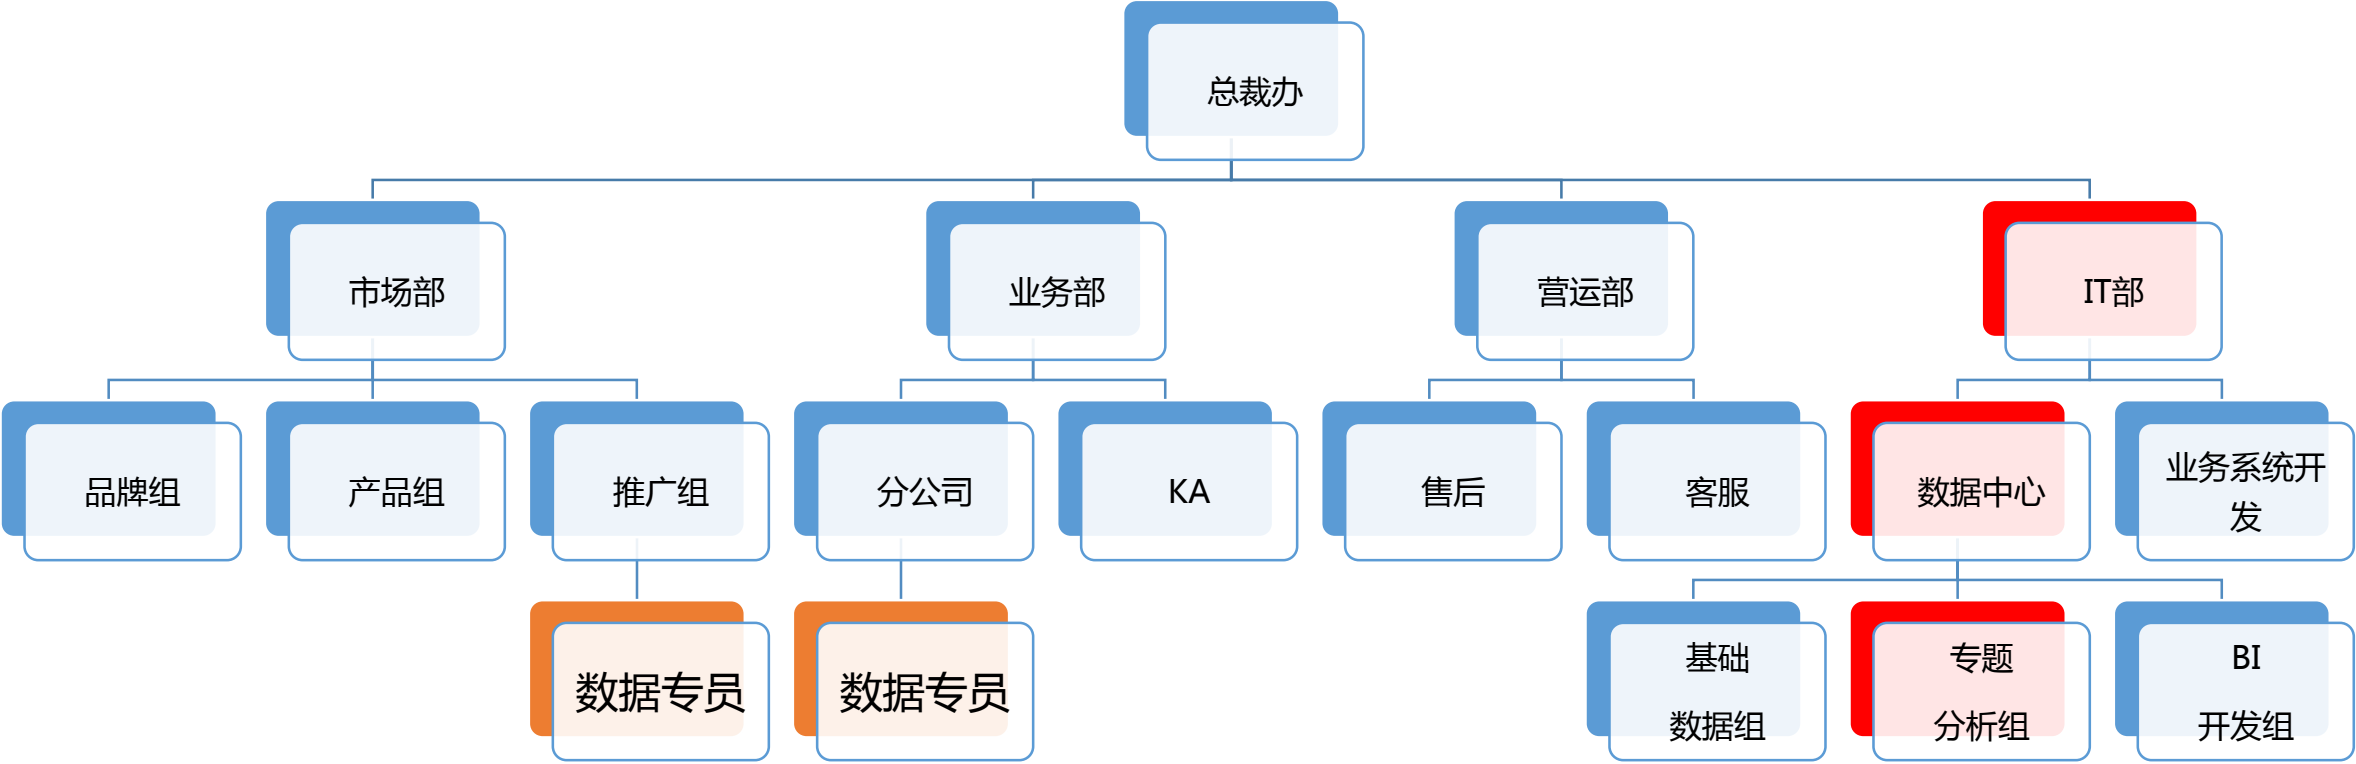 总裁办
市场部
业务部
营运部
IT部
品牌组
产品组
推广组
分公司
KA
售后
客服
数据中心
业务系统开
发
数据专员
数据专员
基础
数据组
专题
分析组
BI
开发组